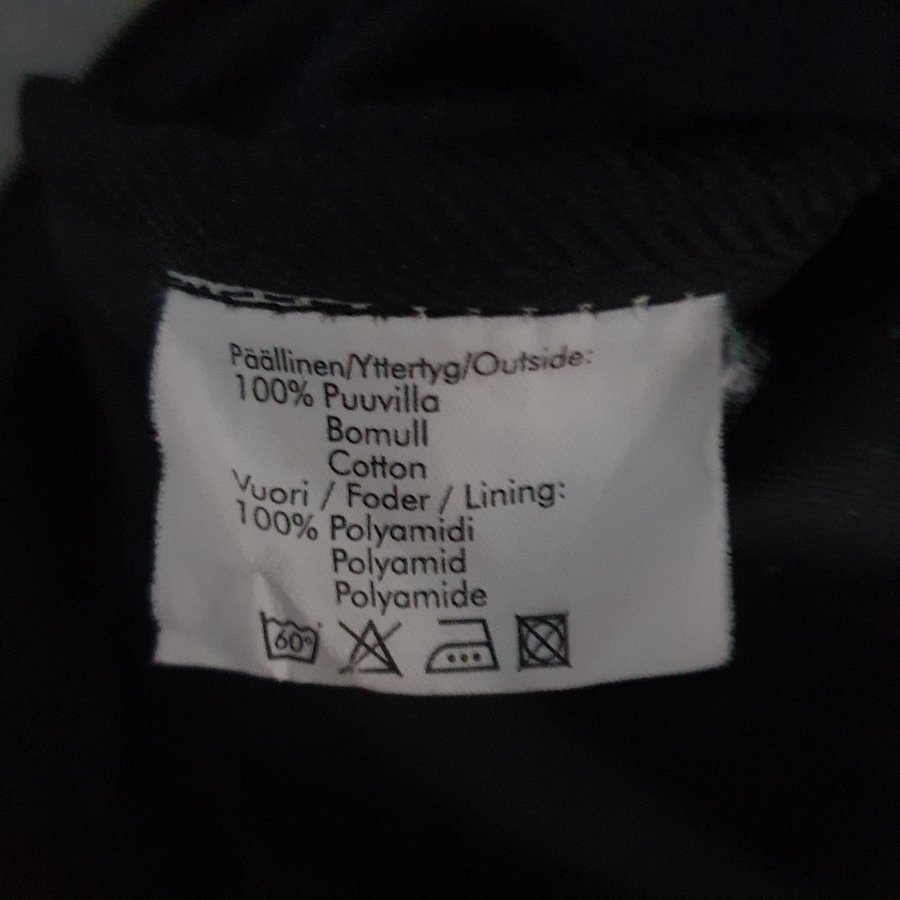 Päällinen/Yttertyg/Outside:
100% Puuvilla
Bomull
Cotton
Vuori / Foder / Lining:
100% Polyamidi
Polyamid
Polyamide
60°